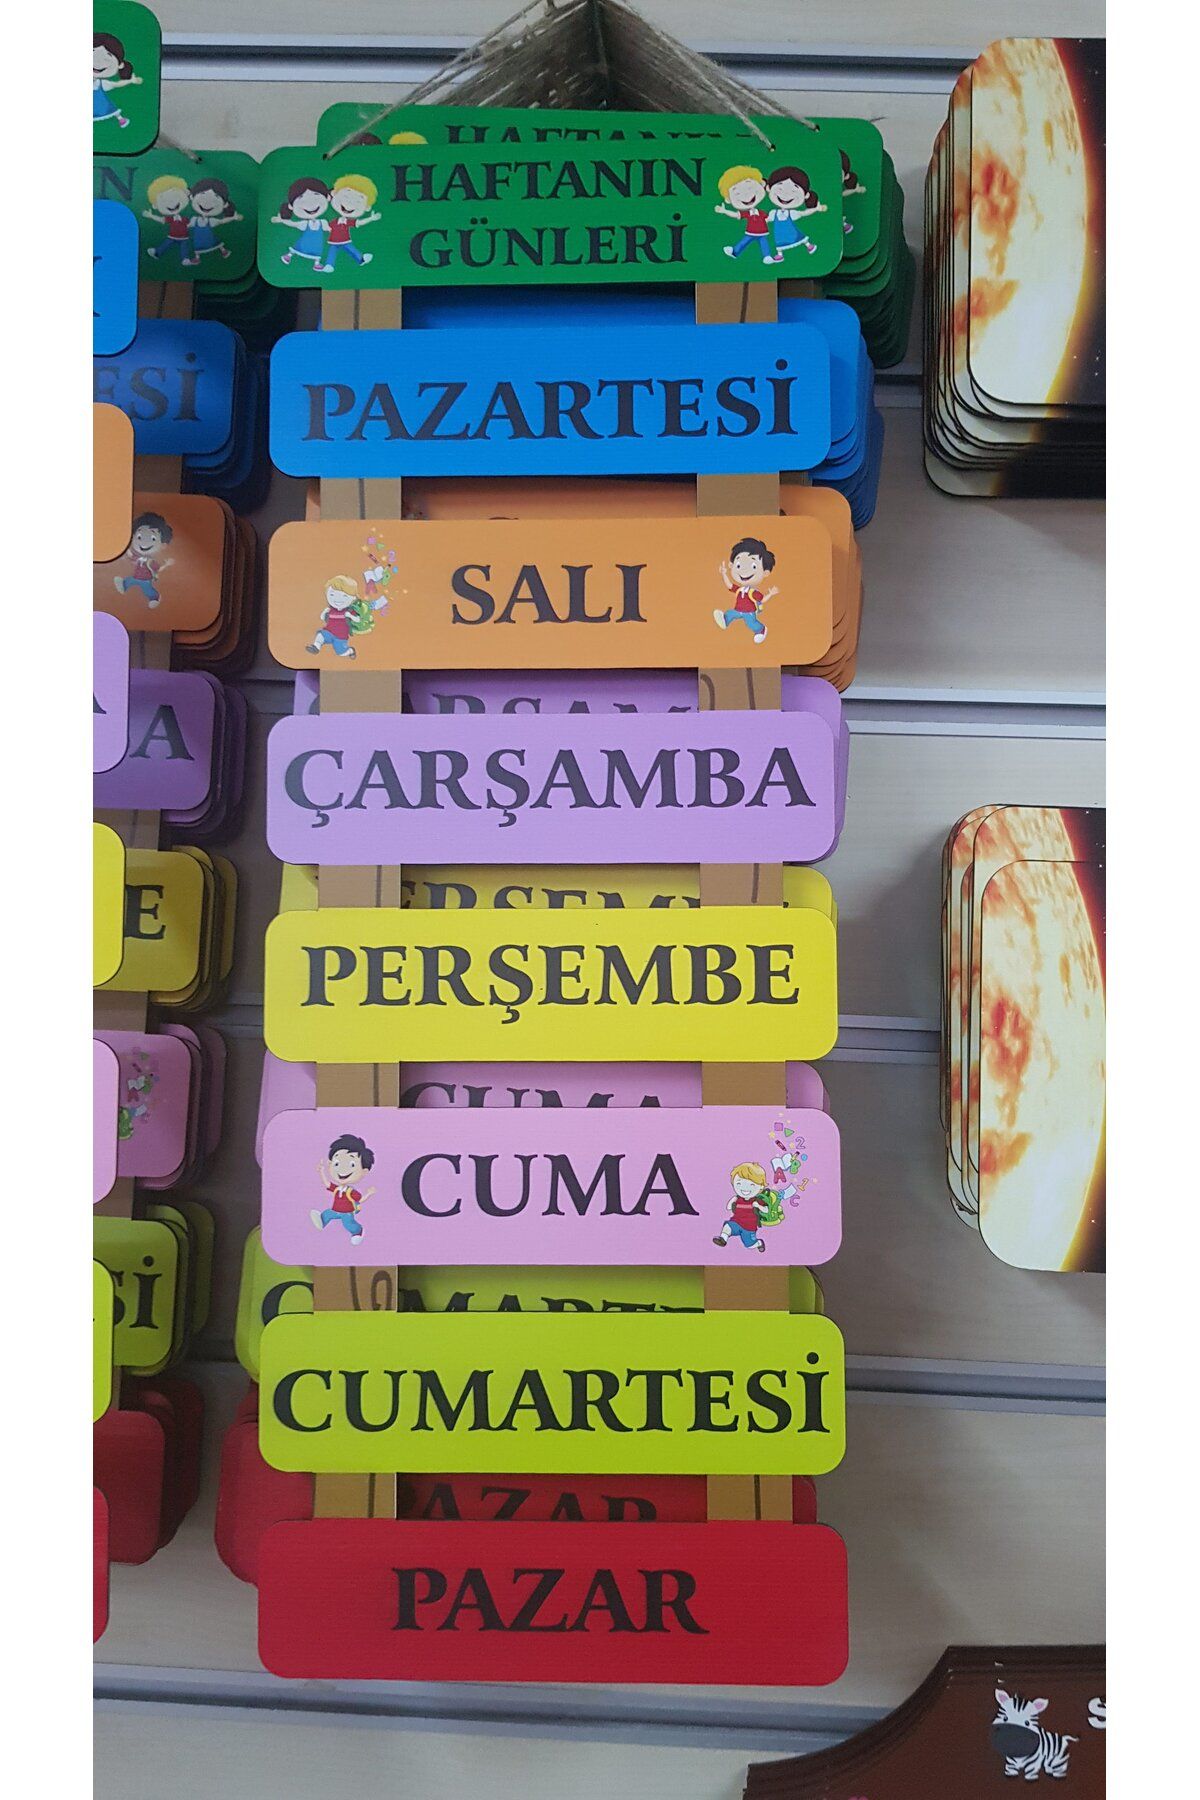 HAFTANIN
GÜNLERİ
PAZARTESİ
SALI
ÇARŞAMBA
PERŞEMBE
CUMA
CUMARTESİ
PAZAR